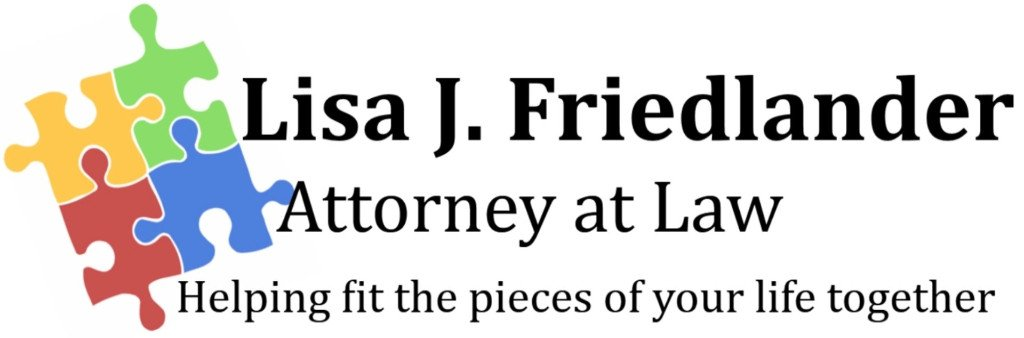 Lisa J. Friedlander
Attorney at Law
Helping fit the pieces of your life together